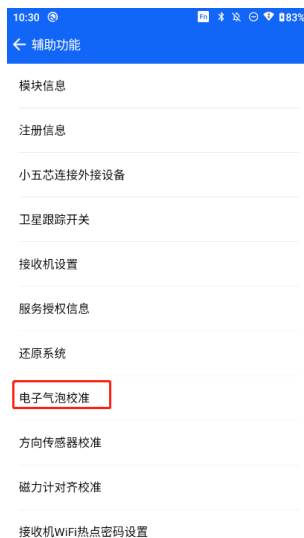 10:30
Fn
83%
辅助功能
模块信息
注册信息
小五芯连接外接设备
卫星跟踪开关
接收机设置
服务授权信息
还原系统
电子气泡校准
方向传感器校准
磁力计对齐校准
接收机WiFi热点密码设置